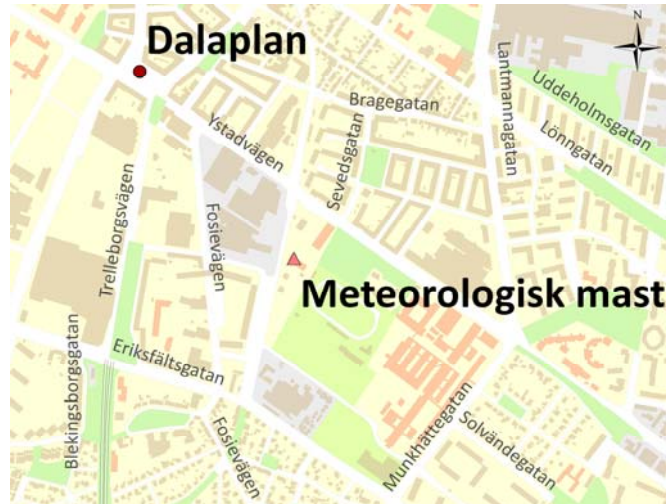 N
Dalaplan
Uddeholmsgatan
Lantmannagatan
Bragegatan
Lönngatan
Ystadvägen
Sevedsgatan
Trelleborgsvägen
Fosievägen
Meteorologisk mast
Eriksfältsgatan
Blekingsborgsgatan
Munkhättegatan
Fosievägen
Solvändegatan